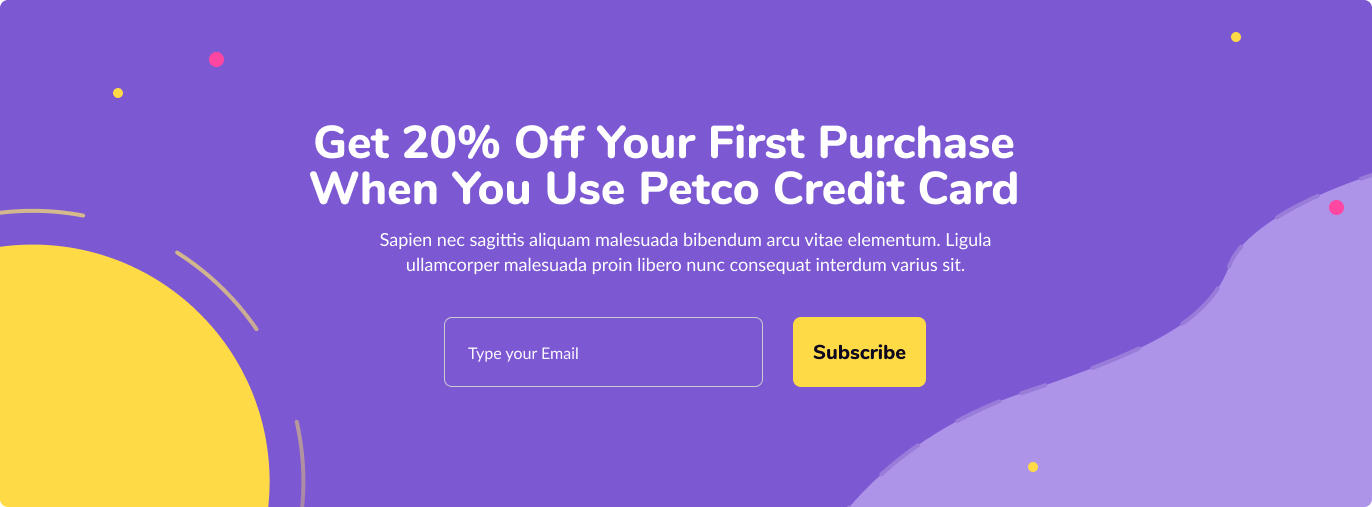 Get 20% Off Your First Purchase
When You Use Petco Credit Card
Sapien nec sagittis aliquam malesuada bibendum arcu vitae elementum. Ligula
ullamcorper malesuada proin libero nunc consequat interdum varius sit.
Type your Email
Subscribe